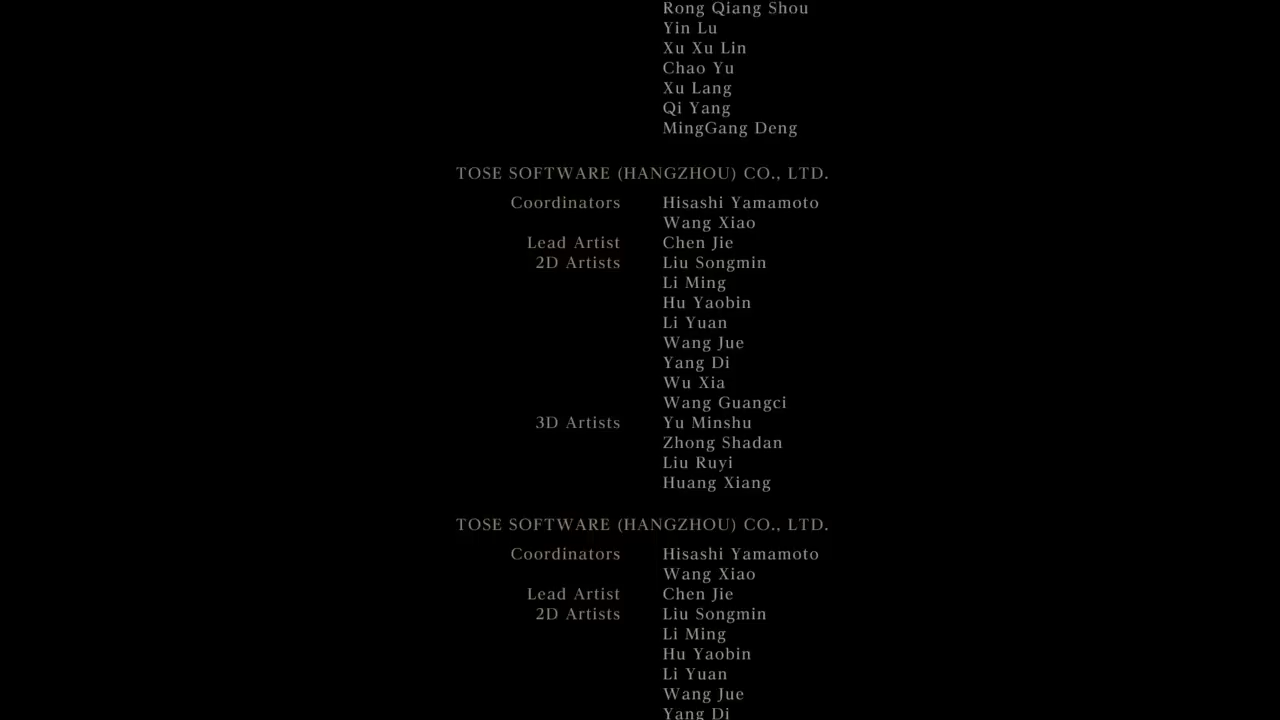 Rong Qiang Shou
Yin Lu
Xu Xu Lin
Chao Yu
Xu Lang
Qi Yang
MingGang Deng
TOSE SOFTWARE (HANGZHOU) CO., LTD.
Coordinators Hisashi Yamamoto
Wang Xiao
Lead Artist Chen Jie
2D Artists Liu Songmin
Li Ming
Hu Yaobin
Li Yuan
Wang Jue
Yang Di
Wu Xia
Wang Guangci
3D Artists Yu Minshu
Zhong Shadan
Liu Ruyi
Huang Xiang
TOSE SOFTWARE (HANGZHOU) CO., LTD.
Coordinators Hisashi Yamamoto
Wang Xiao
Lead Artist Chen Jie
2D Artists Liu Songmin
Li Ming
Hu Yaobin
Li Yuan
Wang Jue
Yang Di